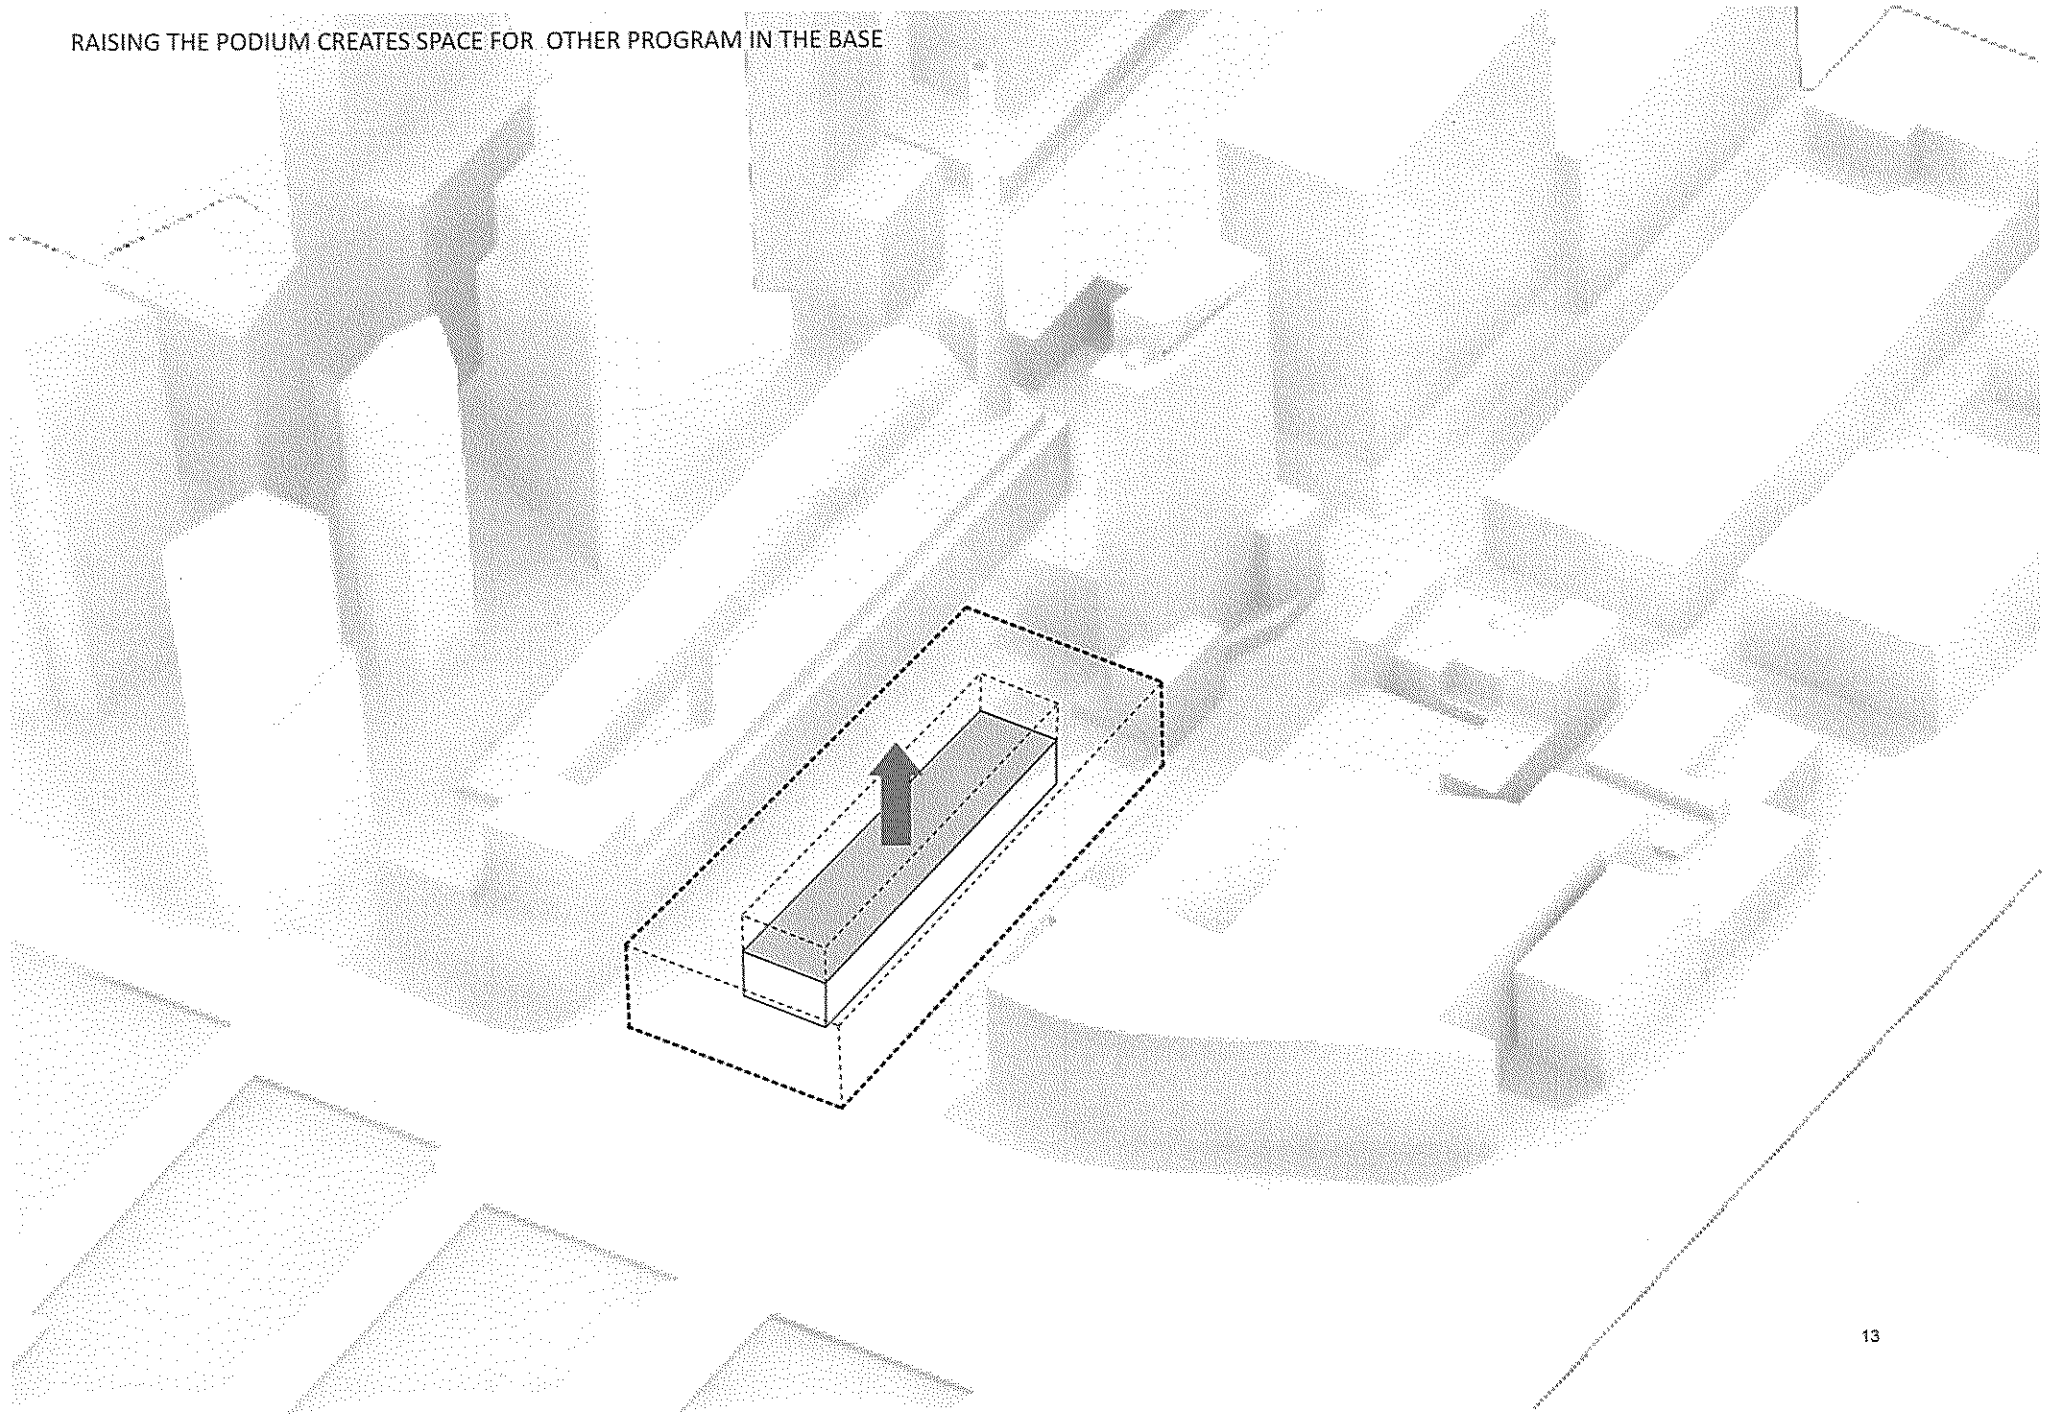 RAISING THE PODIUM CREATES SPACE FOR OTHER PROGRAM IN THE BASE
13